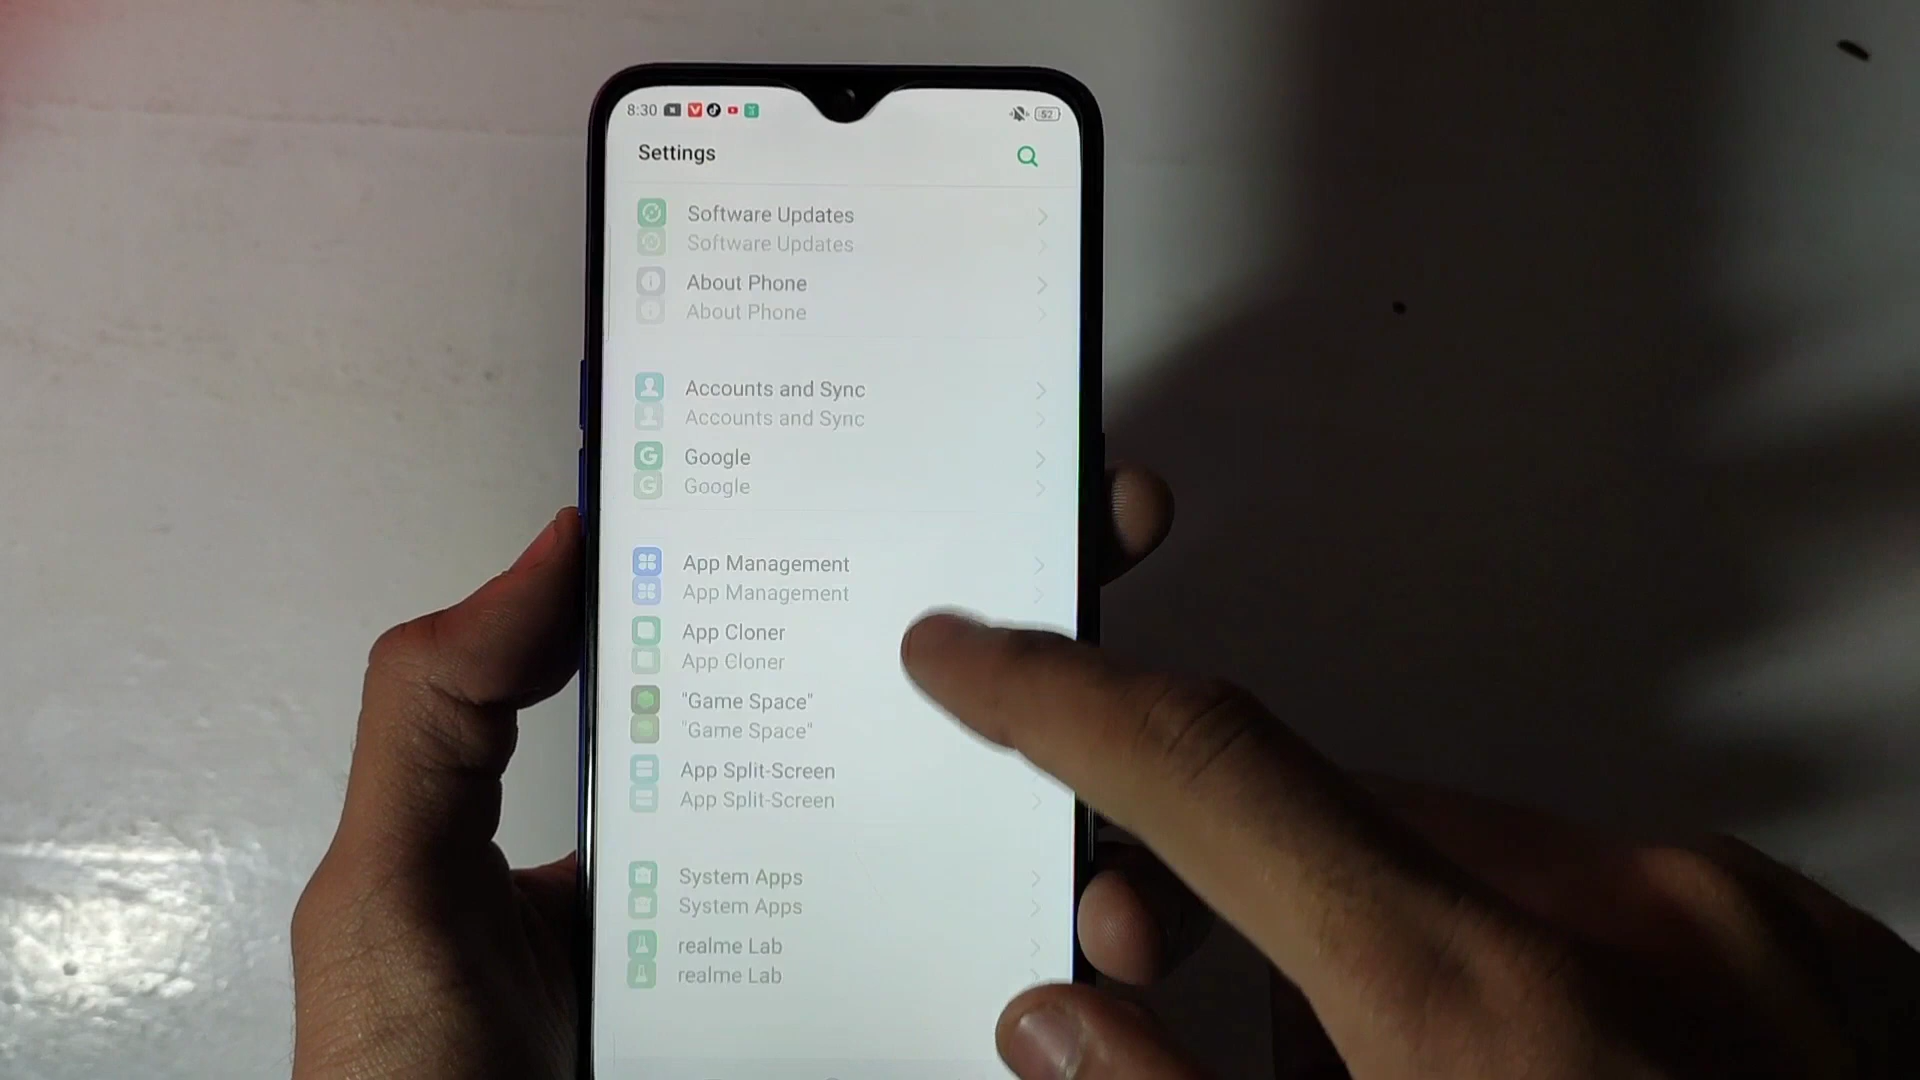 8:30
52
Settings
Software Updates
Software Updates
About Phone
About Phone
Accounts and Sync
Accounts and Sync
Google
Google
App Management
App Management
App Cloner
App Cloner
"Game Space"
"Game Space"
App Split-Screen
App Split-Screen
System Apps
System Apps
realme Lab
realme Lab